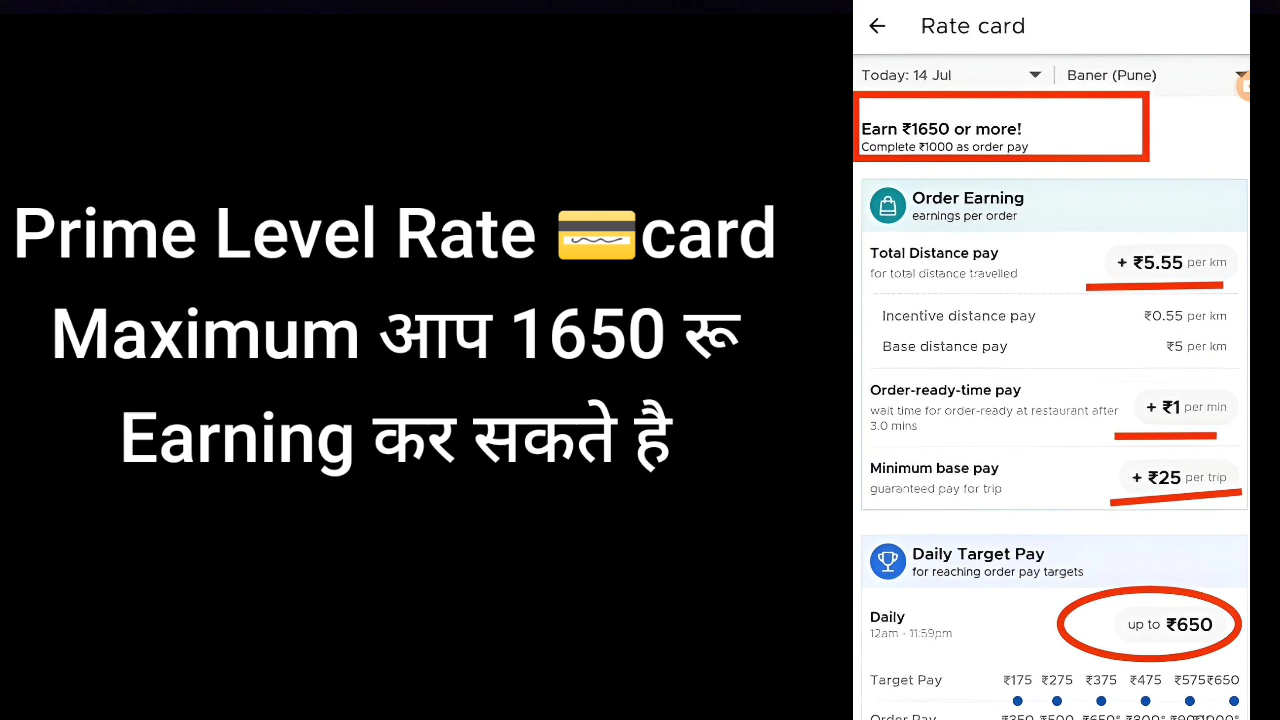 Prime Level Rate 💳card
Maximum आप 1650 रू
Earning कर सकते है
Rate card
Today: 14 Jul
Baner (Pune)
Earn ₹1650 or more!
Complete ₹1000 as order pay
Order Earning
earnings per order
Total Distance pay + ₹5.55 per km
for total distance travelled
Incentive distance pay ₹0.55 per km
Base distance pay ₹5 per km
Order-ready-time pay + ₹1 per min
wait time for order-ready at restaurant after
3.0 mins
Minimum base pay + ₹25 per trip
guaranteed pay for trip
Daily Target Pay
for reaching order pay targets
Daily up to ₹650
12am - 11:59pm
Target Pay ₹175 ₹275 ₹375 ₹475 ₹575 ₹650
Order Pay